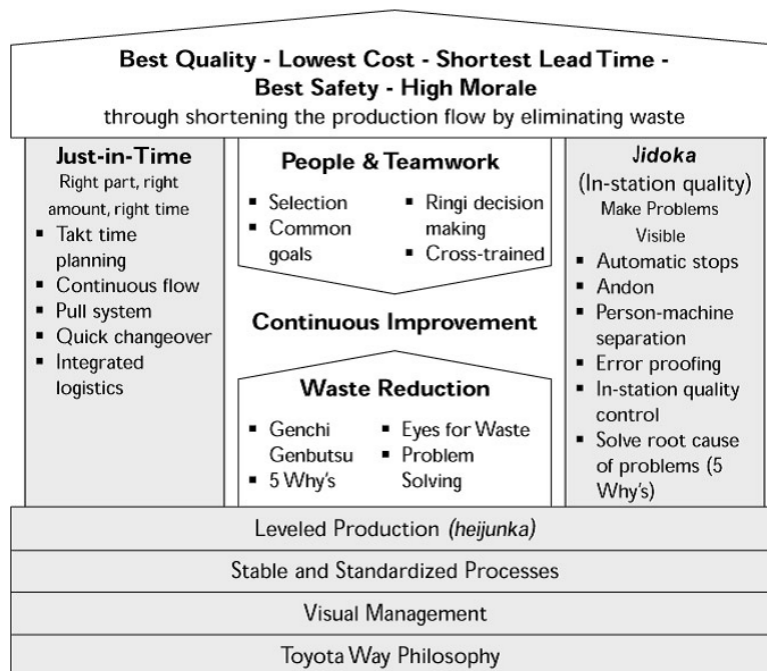 Best Quality - Lowest Cost - Shortest Lead Time -
Best Safety - High Morale
through shortening the production flow by eliminating waste
Just-in-Time
Right part, right
amount, right time
▪ Takt time
planning
▪ Continuous flow
▪ Pull system
▪ Quick changeover
▪ Integrated
logistics
People & Teamwork
▪ Selection
▪ Common
goals
▪ Ringi decision
making
▪ Cross-trained
Continuous Improvement
Waste Reduction
▪ Genchi
Genbutsu
▪ 5 Why's
▪ Eyes for Waste
▪ Problem
Solving
Jidoka
(In-station quality)
Make Problems
Visible
▪ Automatic stops
▪ Andon
▪ Person-machine
separation
▪ Error proofing
▪ In-station quality
control
▪ Solve root cause
of problems (5
Why's)
Leveled Production (heijunka)
Stable and Standardized Processes
Visual Management
Toyota Way Philosophy